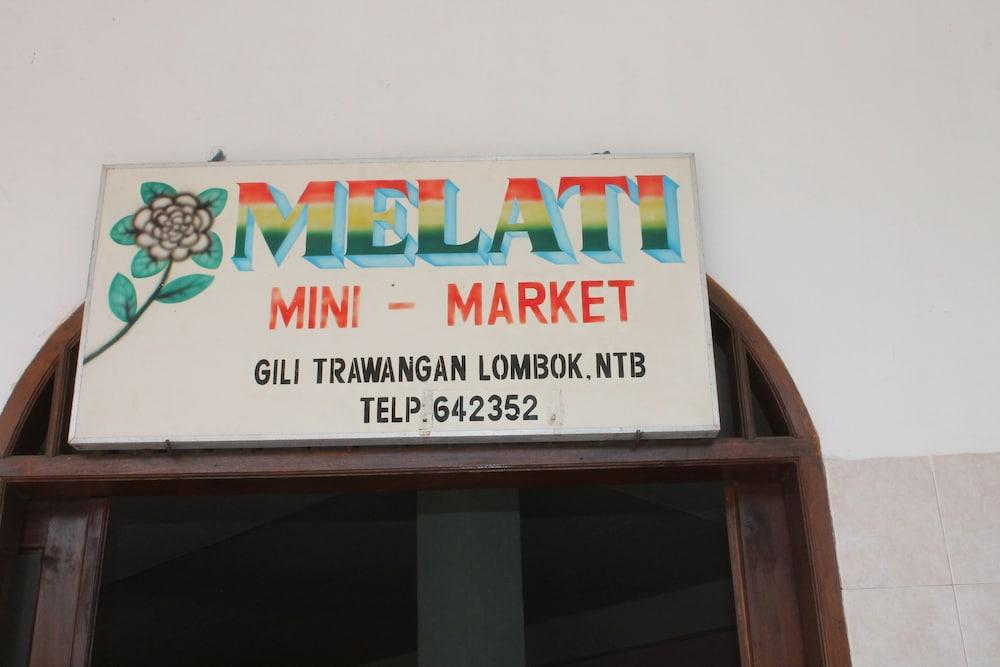 MELATI
MINI - MARKET
GILI TRAWANGAN LOMBOK, NTB
TELP. 642352